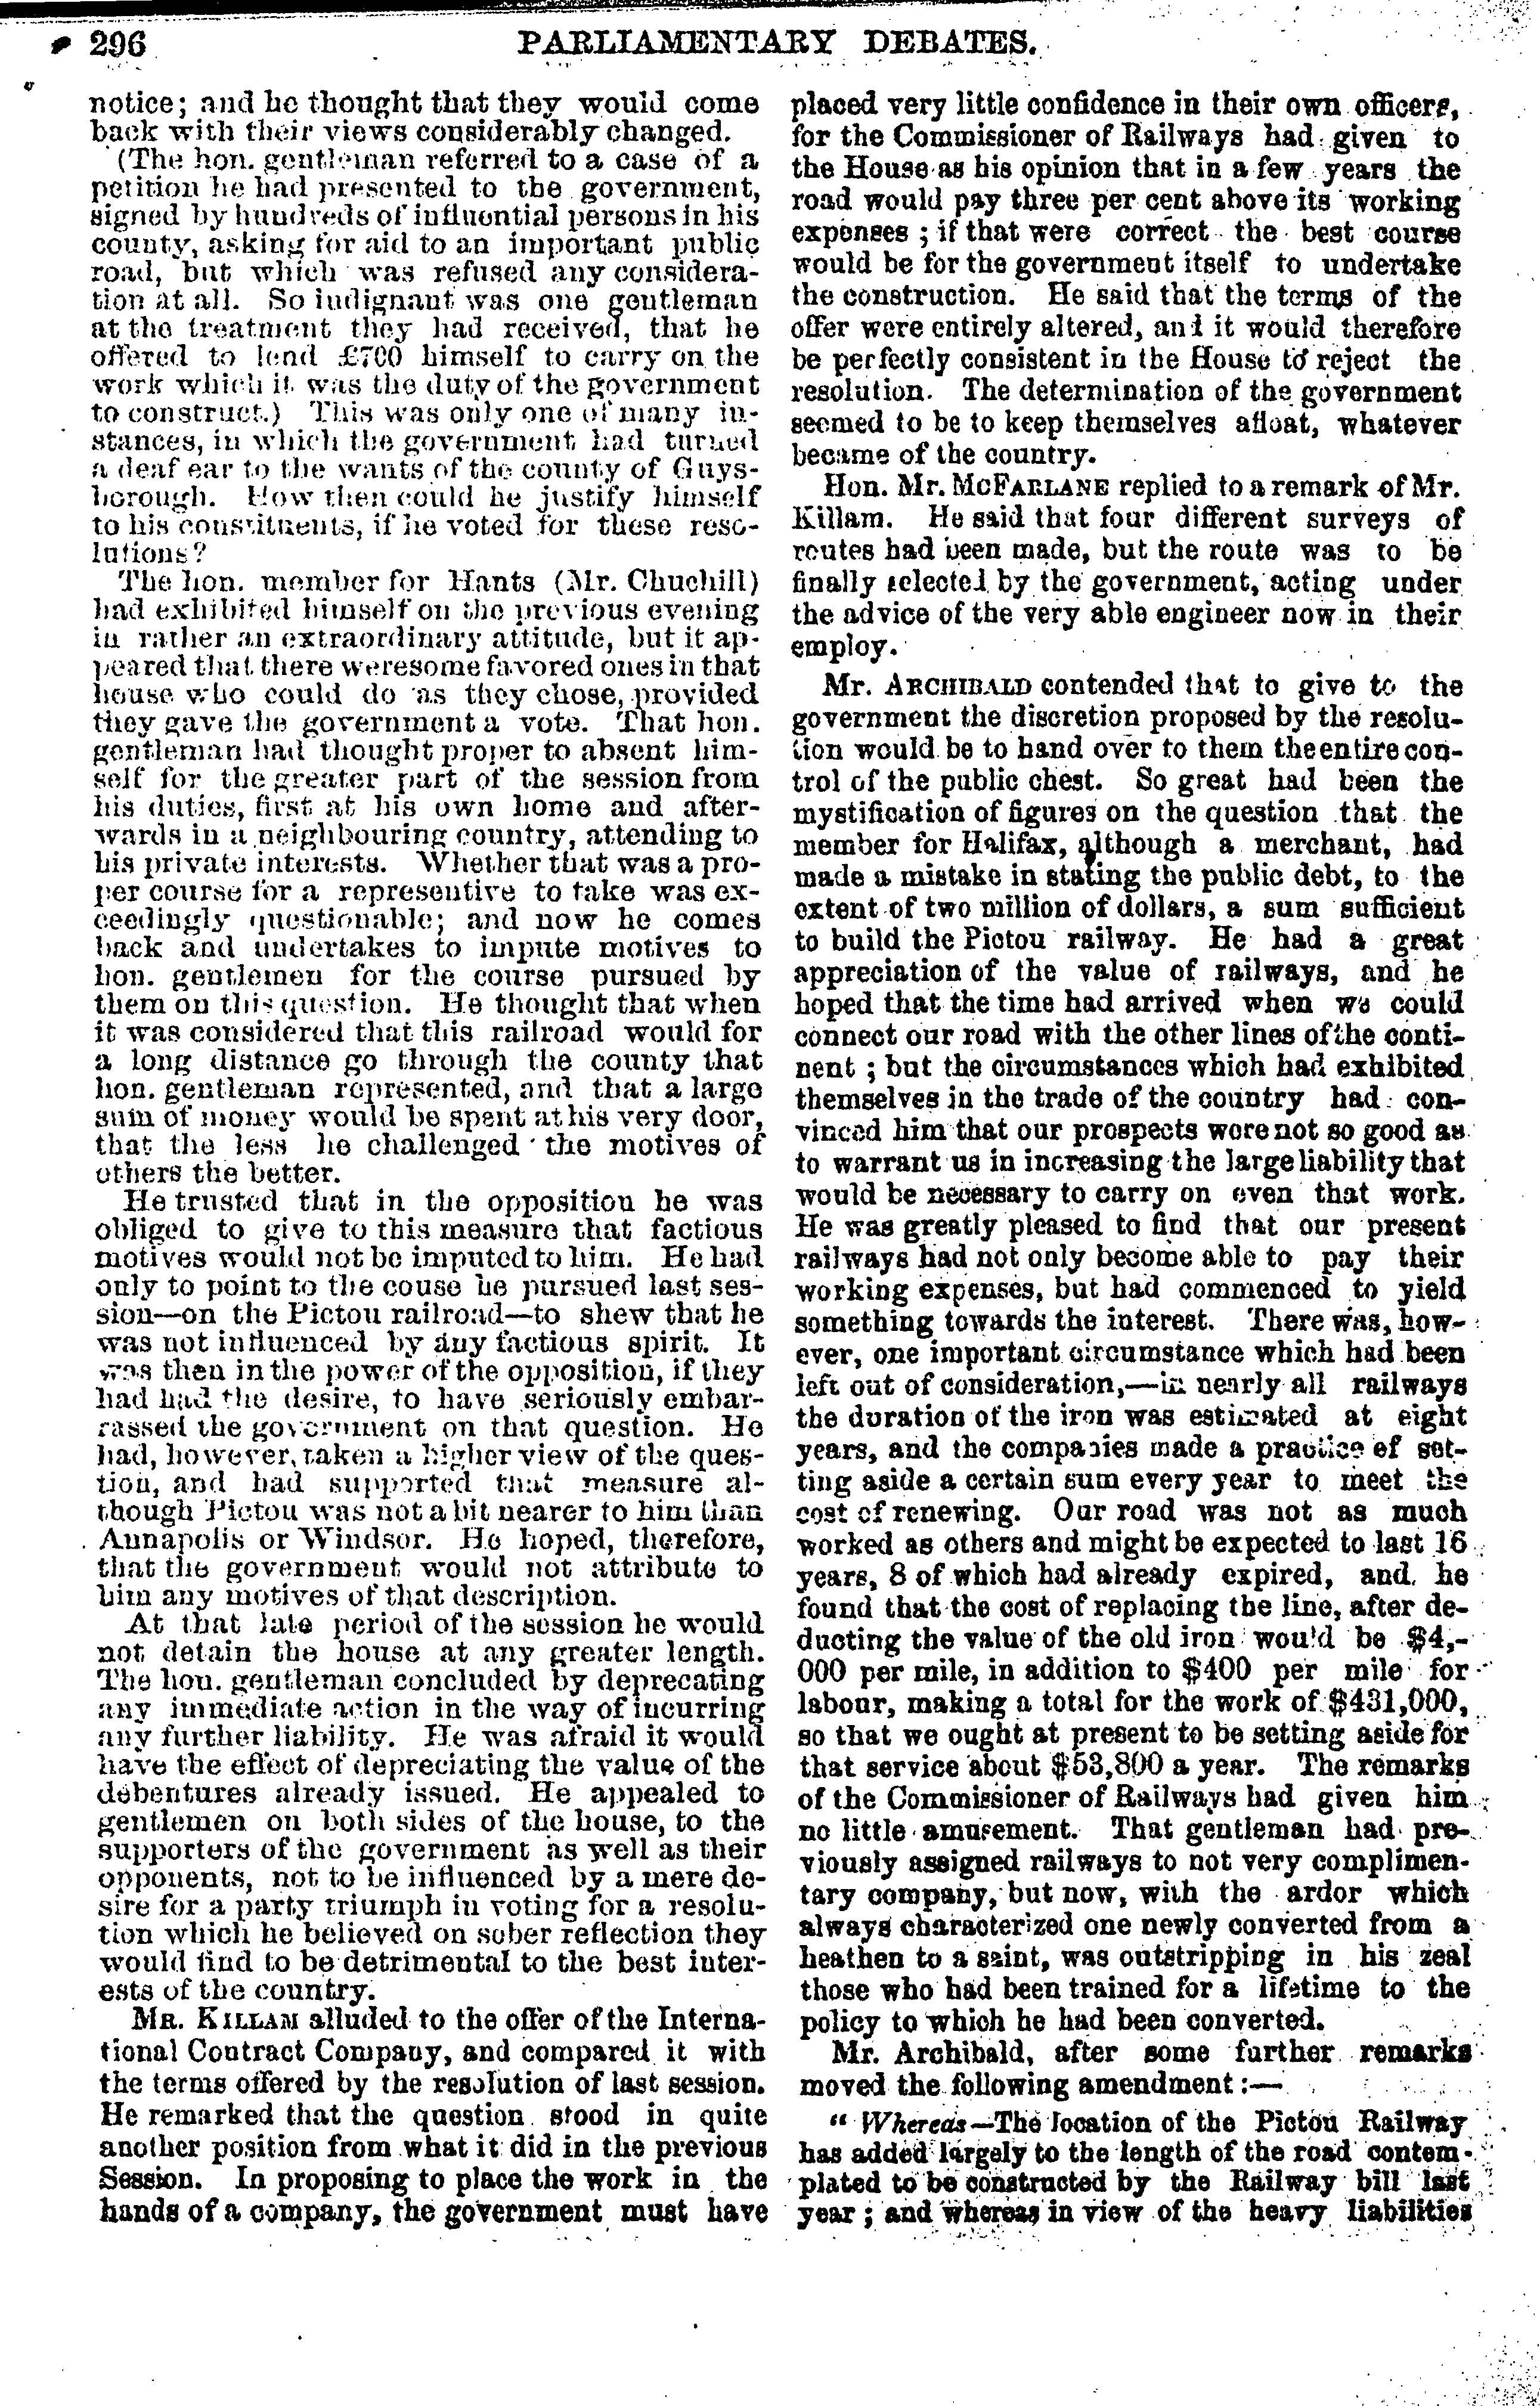 296
PARLIAMENTARY DEBATES.
notice; and he thought that they would come
back with their views considerably changed.
(The hon. gentleman referred to a case of a
petition he had presented to the government,
signed by hundreds of influential persons in his
county, asking for aid to an important public
road, but which was refused any considera-
tion at all. So indignant was one gentleman
at the treatment they had received, that he
offered to lend £700 himself to carry on the
work which it was the duty of the government
to construct.) This was only one of many in-
stances, in which the government had turned
a deaf ear to the wants of the county of Guys-
borough. How then could he justify himself
to his constituents, if he voted for these reso-
lutions?
The hon. member for Hants (Mr. Chuchill)
had exhibited himself on the previous evening
in rather an extraordinary attitude, but it ap-
peared that there weresome favored ones in that
house who could do as they chose, provided
they gave the government a vote. That hon.
gentleman had thought proper to absent him-
self for the greater part of the session from
his duties, first at his own home and after-
wards in a neighbouring country, attending to
his private interests. Whether that was a pro-
per course for a representive to take was ex-
ceedingly questionable; and now he comes
back and undertakes to impute motives to
hon. gentlemen for the course pursued by
them on this question. He thought that when
it was considered that this railroad would for
a long distance go through the county that
hon. gentleman represented, and that a large
sum of money would be spent at his very door,
that the less he challenged the motives of
others the better.
He trusted that in the opposition he was
obliged to give to this measure that factious
motives would not be imputed to him. He had
only to point to the couse he pursued last ses-
sion—on the Pictou railroad—to shew that he
was not influenced by any factious spirit. It
was then in the power of the opposition, if they
had had the desire, to have seriously embar-
rassed the government on that question. He
had, however, taken a higher view of the ques-
tion, and had supported that measure al-
though Pictou was not a bit nearer to him than
Annapolis or Windsor. He hoped, therefore,
that the government would not attribute to
him any motives of that description.
At that late period of the session he would
not detain the house at any greater length.
The hon. gentleman concluded by deprecating
any immediate action in the way of incurring
any further liability. He was afraid it would
have the effect of depreciating the value of the
debentures already issued. He appealed to
gentlemen on both sides of the house, to the
supporters of the government as well as their
opponents, not to be influenced by a mere de-
sire for a party triumph in voting for a resolu-
tion which he believed on sober reflection they
would find to be detrimental to the best inter-
ests of the country.
MR. KILLAM alluded to the offer of the Interna-
tional Contract Company, and compared it with
the terms offered by the resolution of last session.
He remarked that the question stood in quite
another position from what it did in the previous
Session. In proposing to place the work in the
hands of a company, the government must have
placed very little confidence in their own officers,
for the Commissioner of Railways had given to
the House as his opinion that in a few years the
road would pay three per cent above its working
expenses ; if that were correct the best course
would be for the government itself to undertake
the construction. He said that the terms of the
offer were entirely altered, and it would therefore
be perfectly consistent in the House to reject the
resolution. The determination of the government
seemed to be to keep themselves afloat, whatever
became of the country.
Hon. Mr. MCFARLANE replied to a remark of Mr.
Killam. He said that four different surveys of
routes had been made, but the route was to be
finally selected by the government, acting under
the advice of the very able engineer now in their
employ.
Mr. ARCHIBALD contended that to give to the
government the discretion proposed by the resolu-
tion would be to hand over to them the entire con-
trol of the public chest. So great had been the
mystification of figures on the question that the
member for Halifax, although a merchant, had
made a mistake in stating the public debt, to the
extent of two million of dollars, a sum sufficient
to build the Pictou railway. He had a great
appreciation of the value of railways, and he
hoped that the time had arrived when we could
connect our road with the other lines of the conti-
nent ; but the circumstances which had exhibited
themselves in the trade of the country had con-
vinced him that our prospects were not so good as
to warrant us in increasing the large liability that
would be necessary to carry on even that work.
He was greatly pleased to find that our present
railways had not only become able to pay their
working expenses, but had commenced to yield
something towards the interest. There was, how-
ever, one important circumstance which had been
left out of consideration,—in nearly all railways
the duration of the iron was estimated at eight
years, and the companies made a practice of set-
ting aside a certain sum every year to meet the
cost of renewing. Our road was not as much
worked as others and might be expected to last 16
years, 8 of which had already expired, and he
found that the cost of replacing the line, after de-
ducting the value of the old iron would be $4,-
000 per mile, in addition to $400 per mile for
labour, making a total for the work of $431,000,
so that we ought at present to be setting aside for
that service about $53,800 a year. The remarks
of the Commissioner of Railways had given him
no little amusement. That gentleman had pre-
viously assigned railways to not very complimen-
tary company, but now, with the ardor which
always characterized one newly converted from a
heathen to a saint, was outstripping in his zeal
those who had been trained for a lifetime to the
policy to which he had been converted.
Mr. Archibald, after some further remarks
moved the following amendment :—
" Whereas—The location of the Pictou Railway
has added largely to the length of the road contem-
plated to be constructed by the Railway bill last
year ; and whereas in view of the heavy liabilities